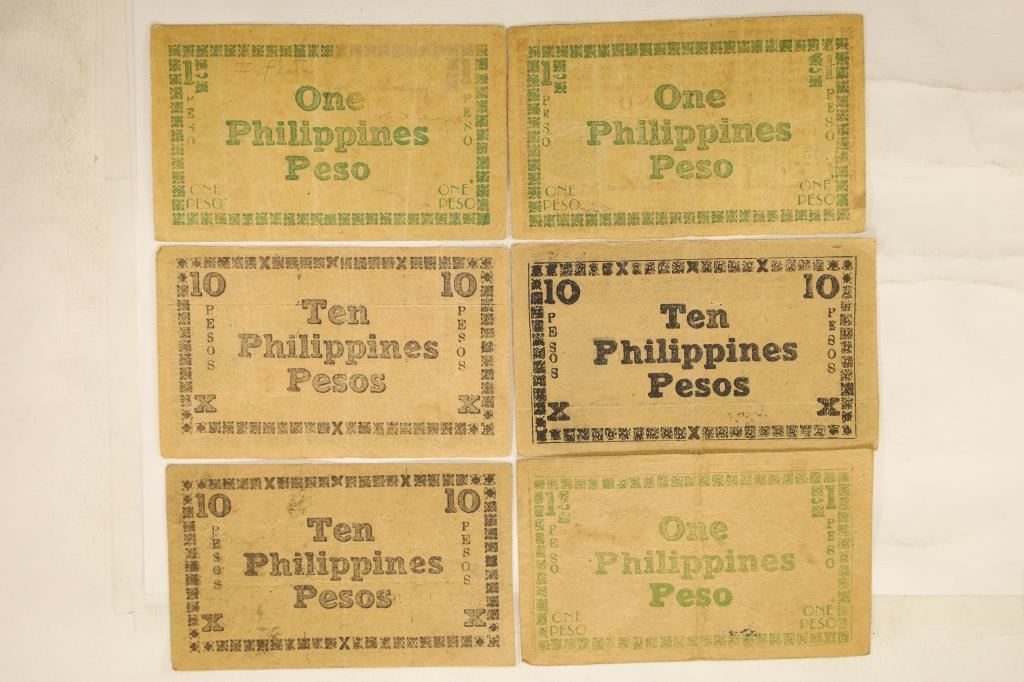 1
PESO
One
Philippines
Peso
1
PESO
ONE
PESO
ONE
PESO
1
PESO
One
Philippines
Peso
1
PESO
ONE
PESO
ONE
PESO
10
PESOS
X
Ten
Philippines
Pesos
10
PESOS
X
10
PESOS
X
Ten
Philippines
Pesos
10
PESOS
X
10
PESOS
X
Ten
Philippines
Pesos
10
PESOS
X
1
PESO
One
Philippines
Peso
1
PESO
ONE
PESO
ONE
PESO